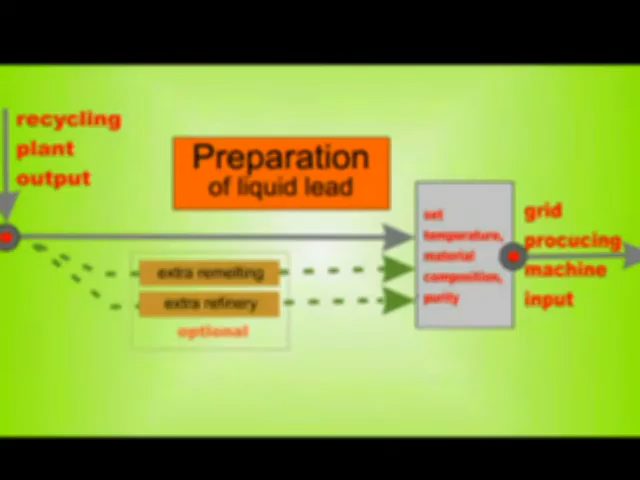 recycling
plant
output
Preparation
of liquid lead
set
temperature,
material
composition,
purity
grid
procucing
machine
input
extra remelting
extra refinery
optional